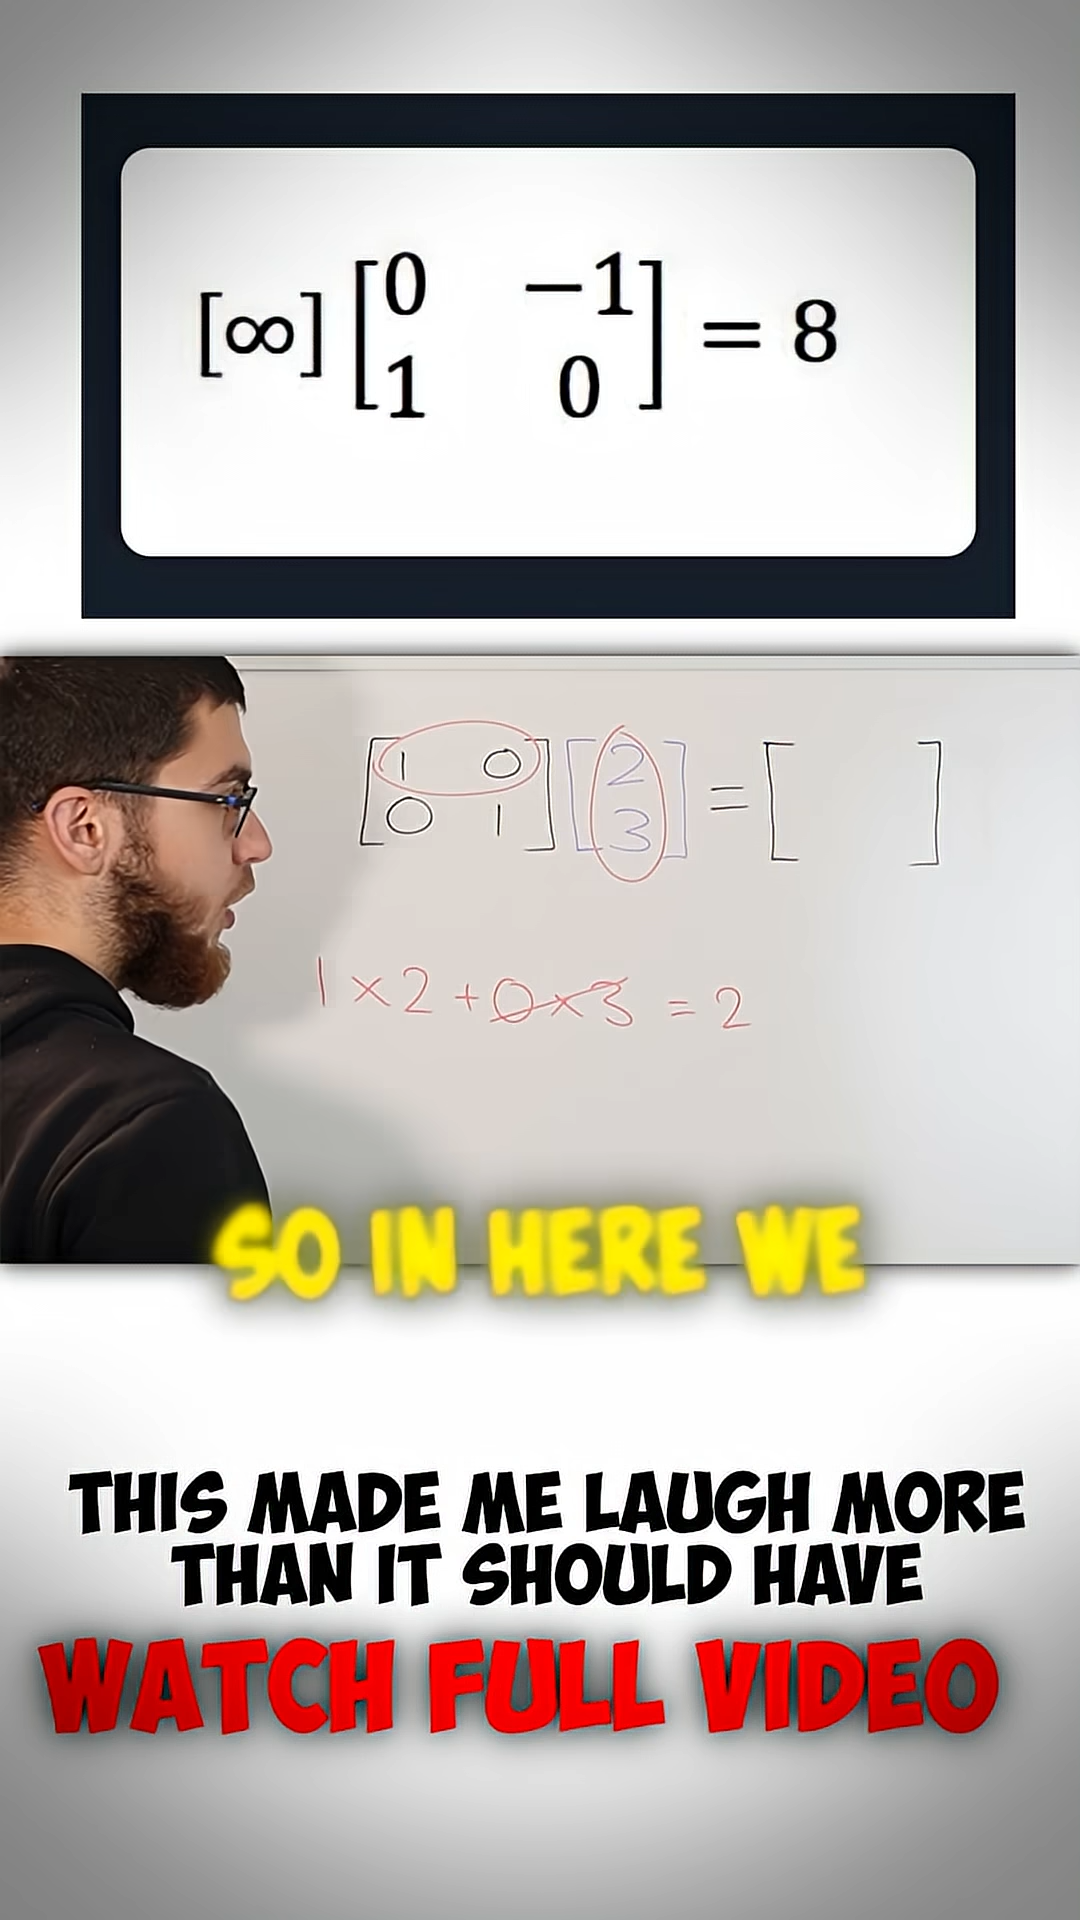 [∞] [0 −1
1 0] = 8
[1 0
0 1] [2
3] = [ ]
1 × 2 + 0 × 3 = 2
SO IN HERE WE
THIS MADE ME LAUGH MORE
THAN IT SHOULD HAVE
WATCH FULL VIDEO